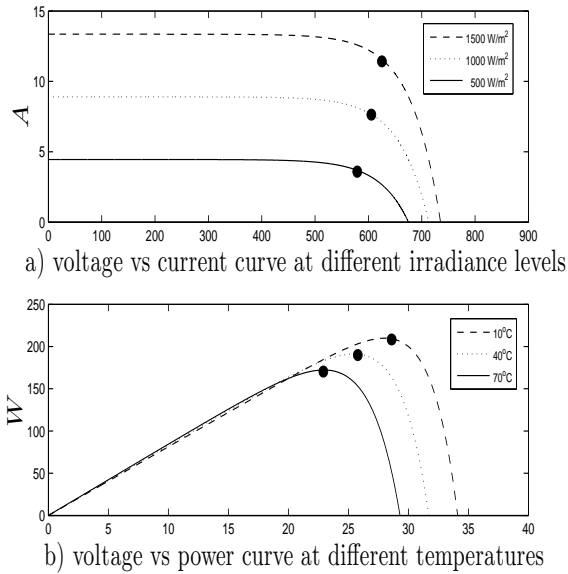 15
10
5
0
A
1500 W/m²
1000 W/m²
500 W/m²
0 100 200 300 400 500 600 700 800 900
a) voltage vs current curve at different irradiance levels
250
200
150
100
50
0
W
10°C
40°C
70°C
0 5 10 15 20 25 30 35 40
b) voltage vs power curve at different temperatures